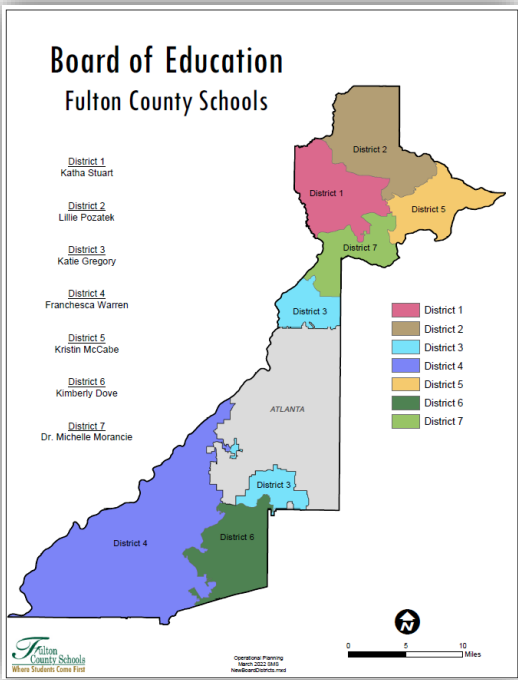 Board of Education
Fulton County Schools
District 1
Katha Stuart
District 2
Lillie Pozatek
District 3
Katie Gregory
District 4
Franchesca Warren
District 5
Kristin McCabe
District 6
Kimberly Dove
District 7
Dr. Michelle Morancie
District 2
District 1
District 5
District 7
District 3
ATLANTA
District 3
District 4
District 6
District 1
District 2
District 3
District 4
District 5
District 6
District 7
Fulton
County Schools
Where Students Come First
Operational Planning
March 2022 SMS
NewBoardDistricts.mxd
N
0 5 10
Miles